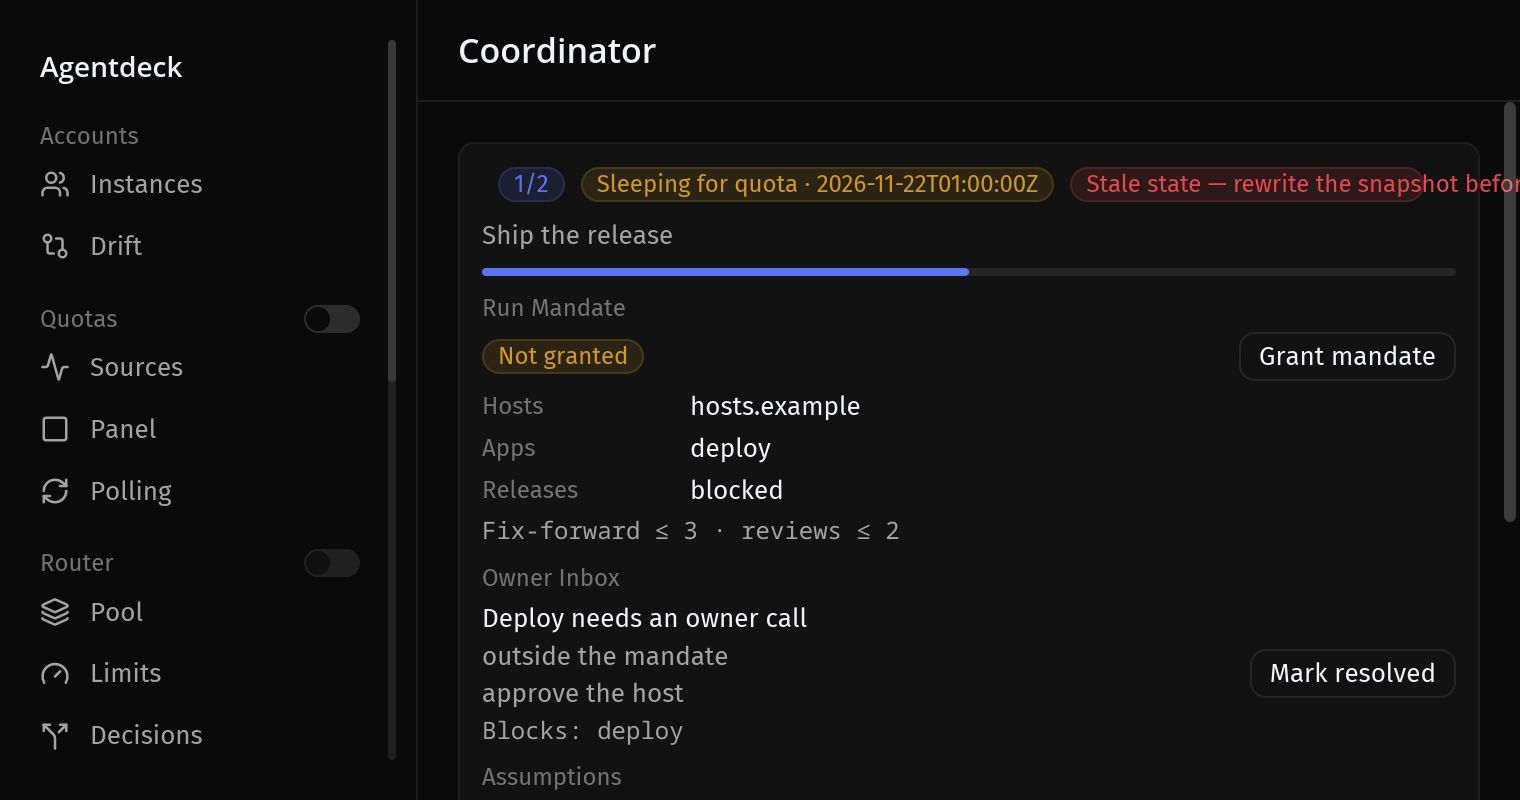 Agentdeck
Accounts
Instances
Drift
Quotas
Sources
Panel
Polling
Router
Pool
Limits
Decisions
Coordinator
1/2
Sleeping for quota · 2026-11-22T01:00:00Z
Stale state — rewrite the snapshot befor
Ship the release
Run Mandate
Not granted
Grant mandate
Hosts hosts.example
Apps deploy
Releases blocked
Fix-forward ≤ 3 · reviews ≤ 2
Owner Inbox
Deploy needs an owner call
outside the mandate
approve the host
Blocks: deploy
Mark resolved
Assumptions